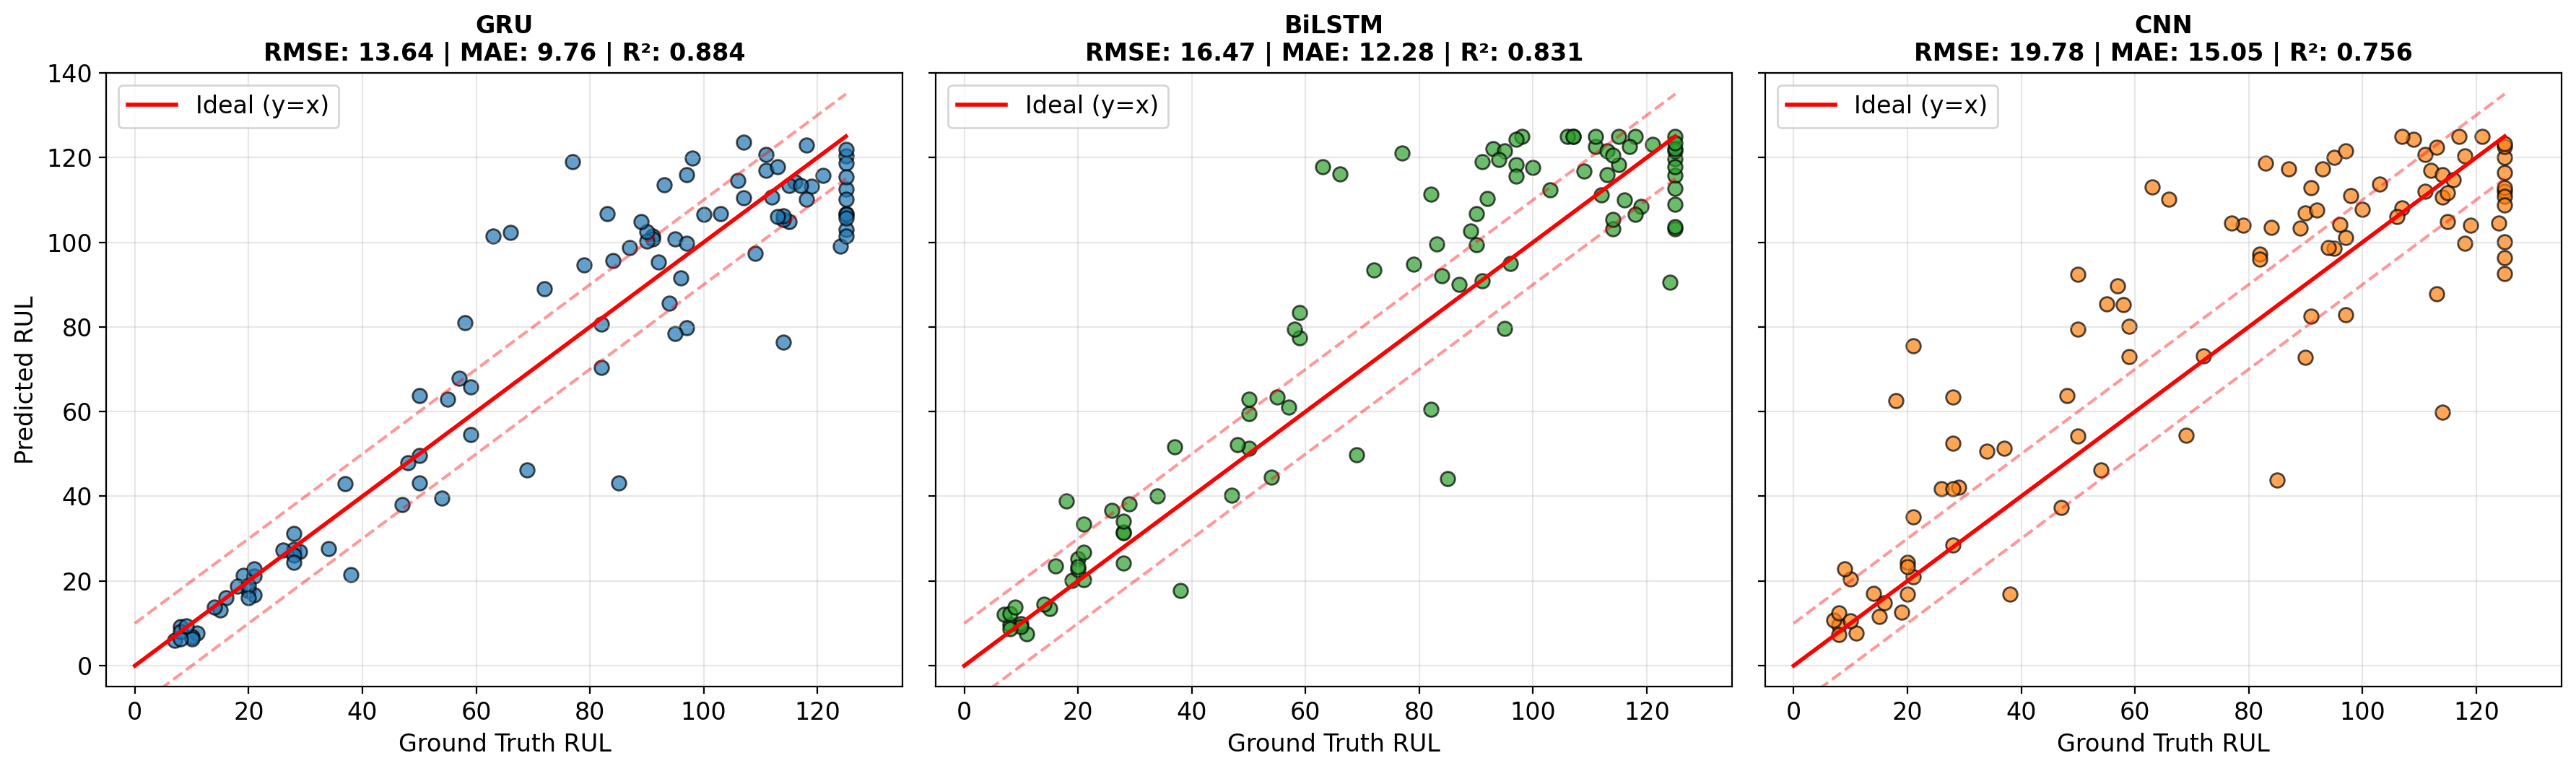 GRU
RMSE: 13.64 | MAE: 9.76 | R²: 0.884
Ideal (y=x)
140
120
100
80
60
40
20
0
Predicted RUL
0 20 40 60 80 100 120
Ground Truth RUL
BiLSTM
RMSE: 16.47 | MAE: 12.28 | R²: 0.831
Ideal (y=x)
0 20 40 60 80 100 120
Ground Truth RUL
CNN
RMSE: 19.78 | MAE: 15.05 | R²: 0.756
Ideal (y=x)
0 20 40 60 80 100 120
Ground Truth RUL